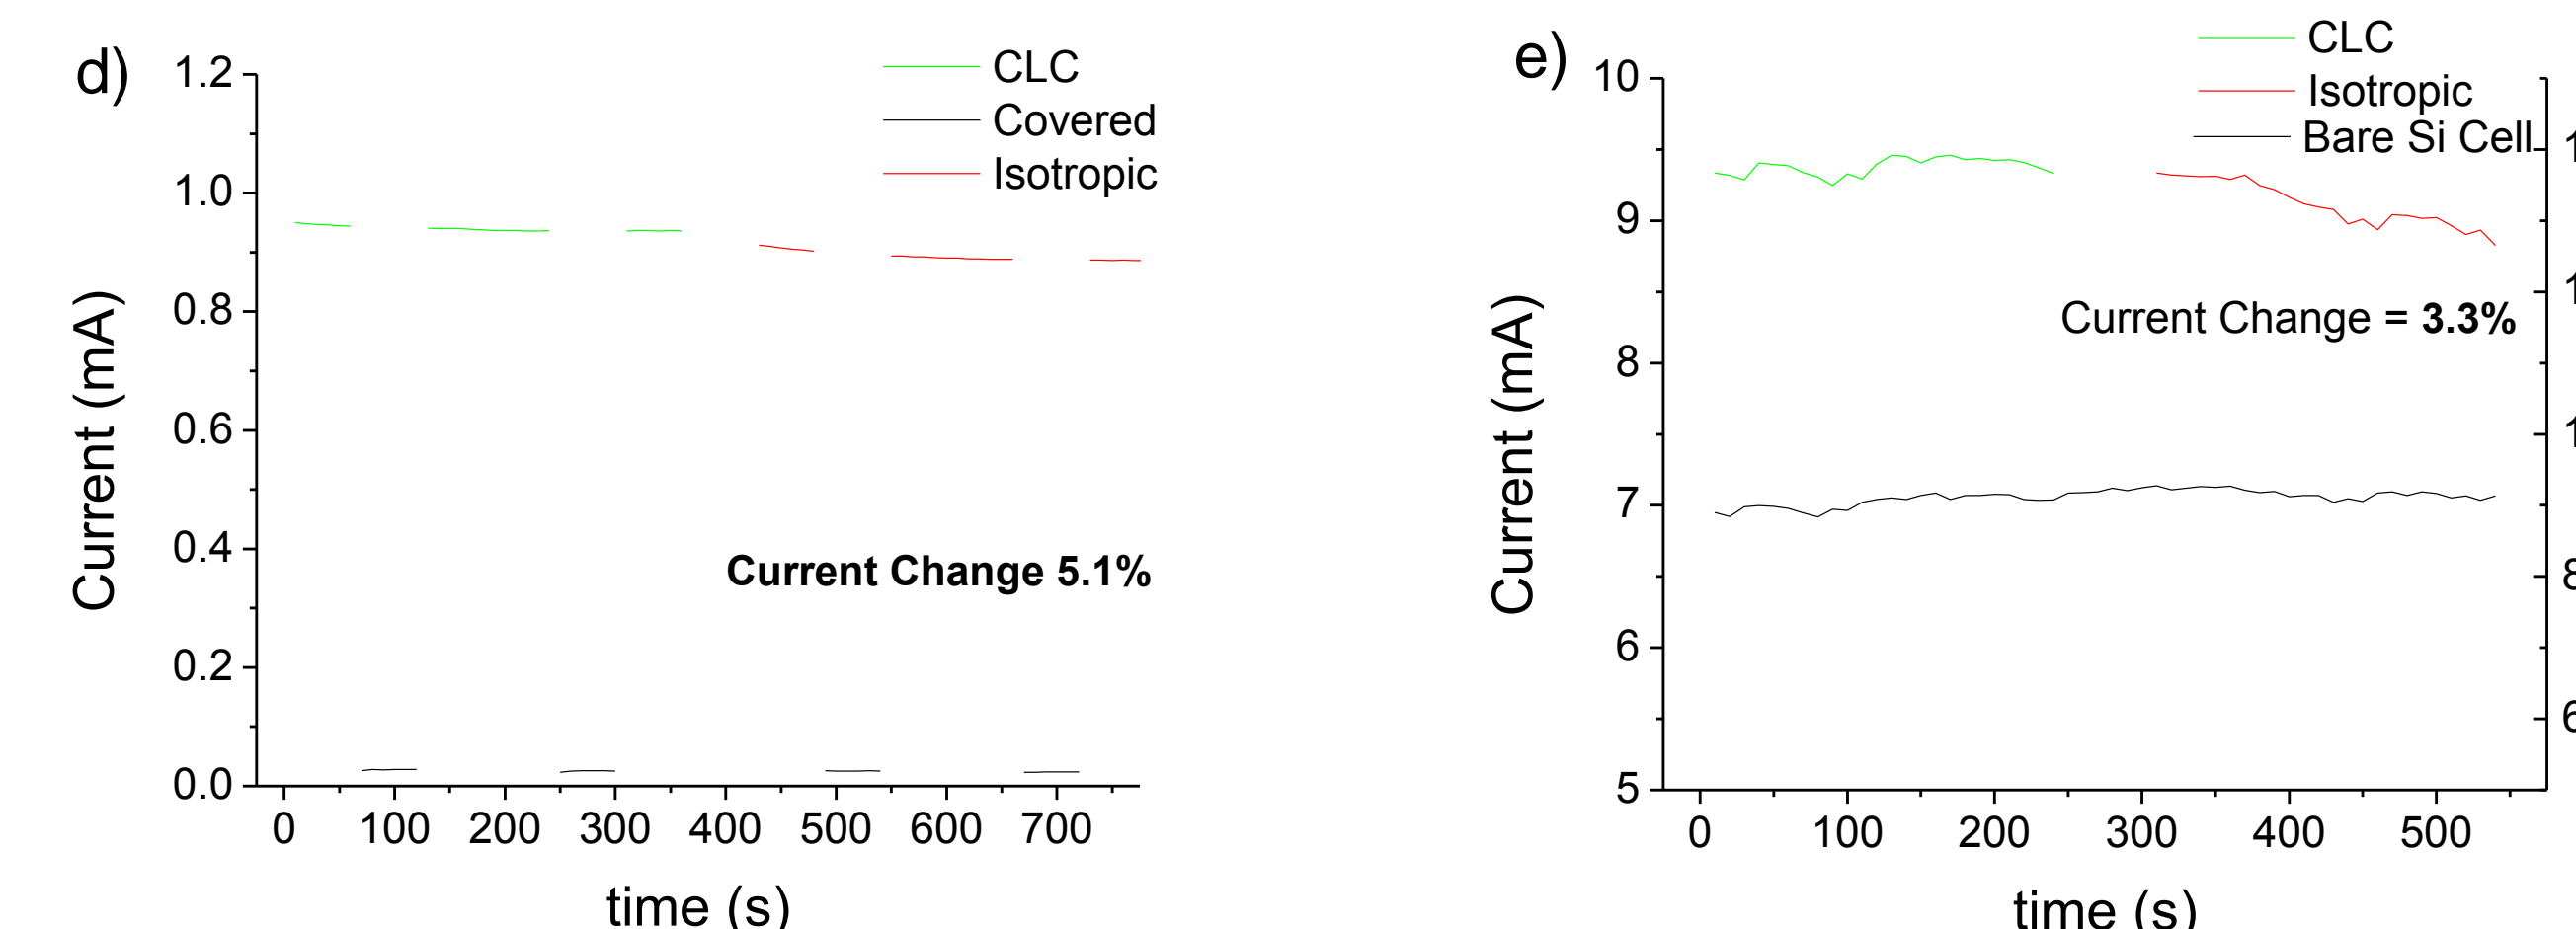 d)
1.2
1.0
0.8
0.6
0.4
0.2
0.0
Current (mA)
CLC
Covered
Isotropic
Current Change 5.1%
0 100 200 300 400 500 600 700
time (s)
e)
10
9
8
7
6
5
Current (mA)
CLC
Isotropic
Bare Si Cell
Current Change = 3.3%
0 100 200 300 400 500
time (s)